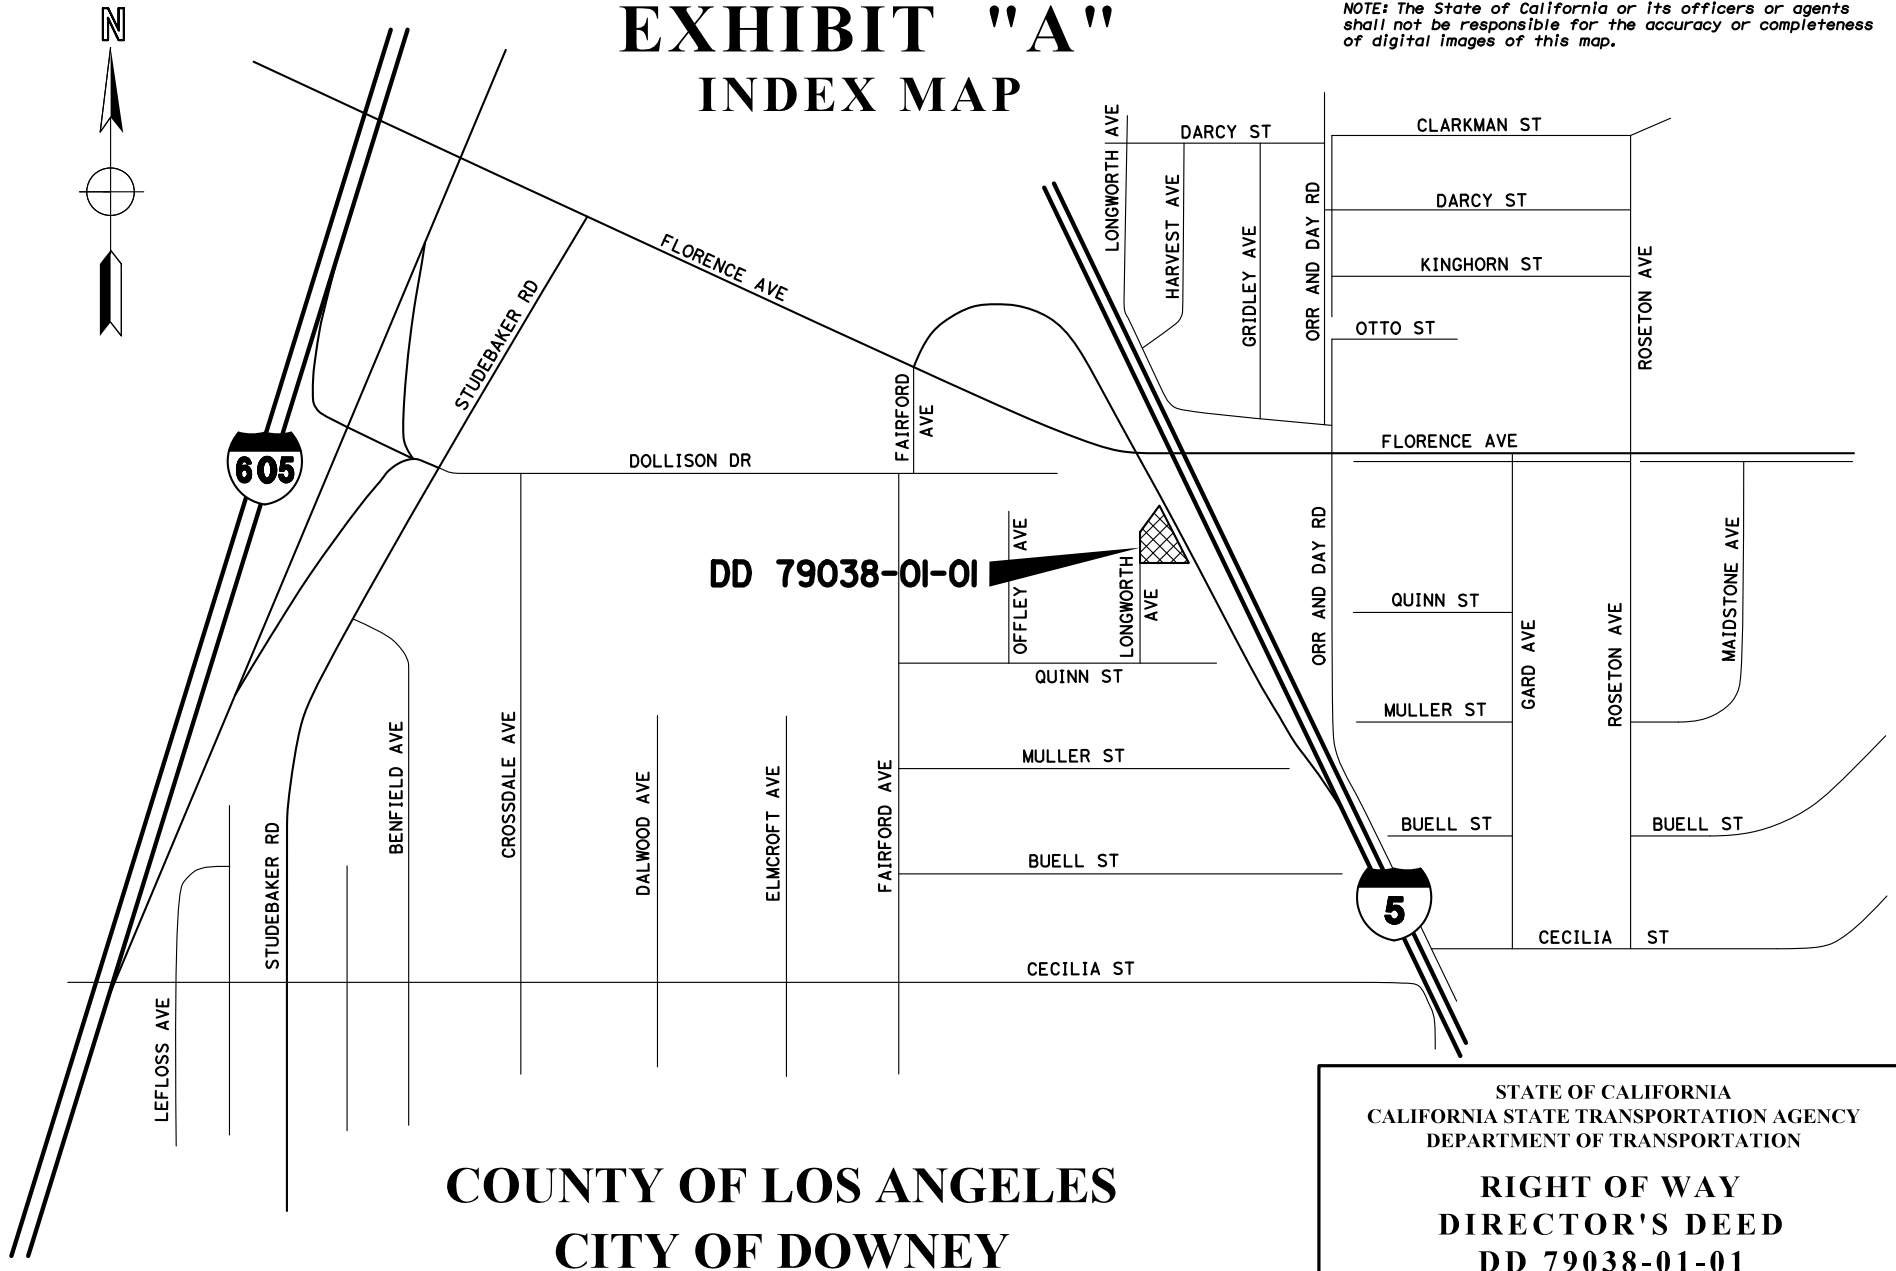 N
EXHIBIT "A"
INDEX MAP
NOTE: The State of California or its officers or agents
shall not be responsible for the accuracy or completeness
of digital images of this map.
LONGWORTH AVE
DARCY ST
CLARKMAN ST
HARVEST AVE
GRIDLEY AVE
ORR AND DAY RD
DARCY ST
KINGHORN ST
OTTO ST
ROSETON AVE
FLORENCE AVE
STUDEBAKER RD
FAIRFORD
AVE
605
DOLLISON DR
FLORENCE AVE
DD 79038-01-01
OFFLEY AVE
LONGWORTH
AVE
ORR AND DAY RD
QUINN ST
GARD AVE
ROSETON AVE
MAIDSTONE AVE
QUINN ST
MULLER ST
MULLER ST
BENFIELD AVE
CROSSDALE AVE
DALWOOD AVE
ELMCROFT AVE
FAIRFORD AVE
STUDEBAKER RD
BUELL ST
BUELL ST
BUELL ST
5
CECILIA ST
CECILIA ST
LEFLOSS AVE
COUNTY OF LOS ANGELES
CITY OF DOWNEY
STATE OF CALIFORNIA
CALIFORNIA STATE TRANSPORTATION AGENCY
DEPARTMENT OF TRANSPORTATION
RIGHT OF WAY
DIRECTOR'S DEED
DD 79038-01-01